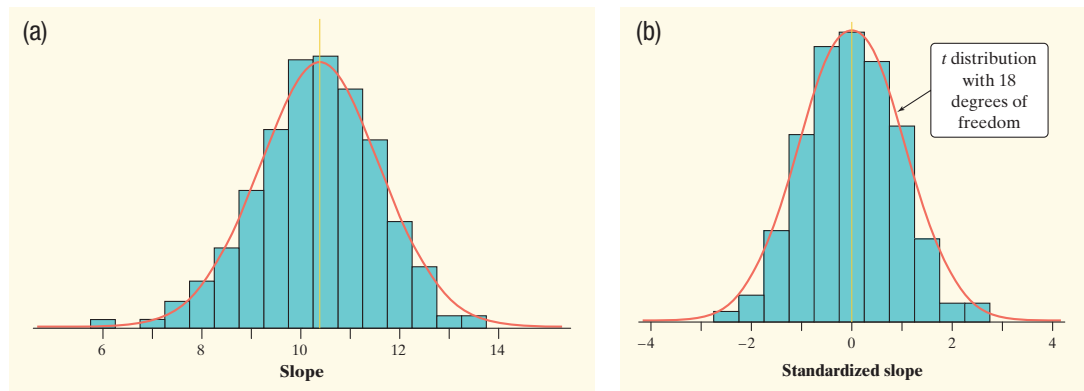 (a)
6 8 10 12 14
Slope
(b)
t distribution
with 18
degrees of
freedom
−4 −2 0 2 4
Standardized slope